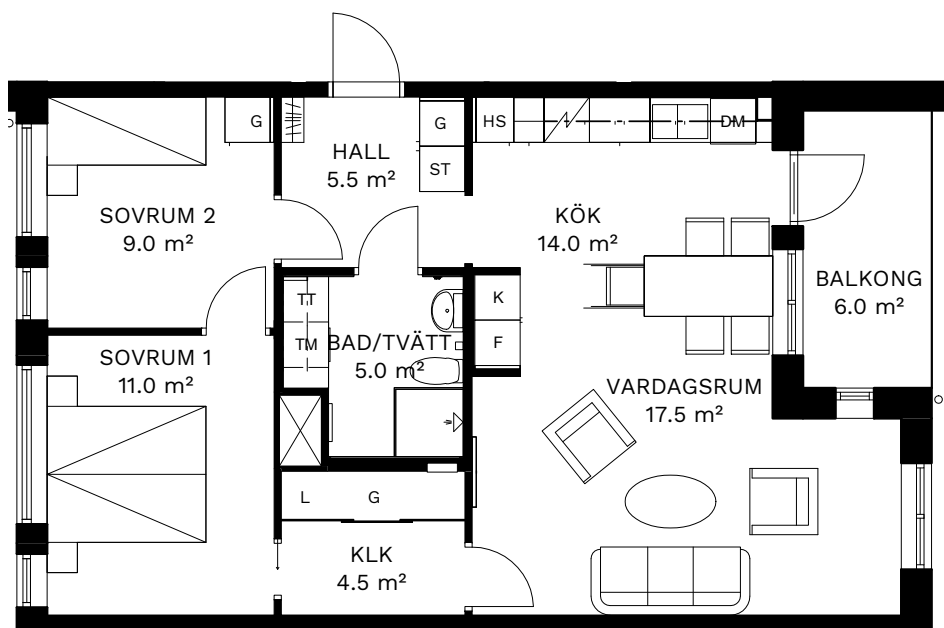 G
HALL
5.5 m²
G
ST
HS
DM
SOVRUM 2
9.0 m²
KÖK
14.0 m²
BALKONG
6.0 m²
TT
TM
BAD/TVÄTT
5.0 m²
K
F
SOVRUM 1
11.0 m²
VARDAGSRUM
17.5 m²
L
G
KLK
4.5 m²